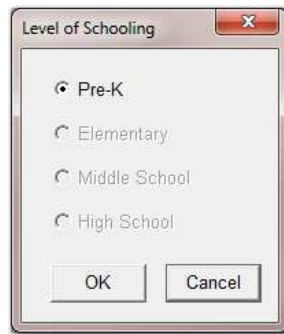 Level of Schooling
Pre-K
Elementary
Middle School
High School
OK Cancel